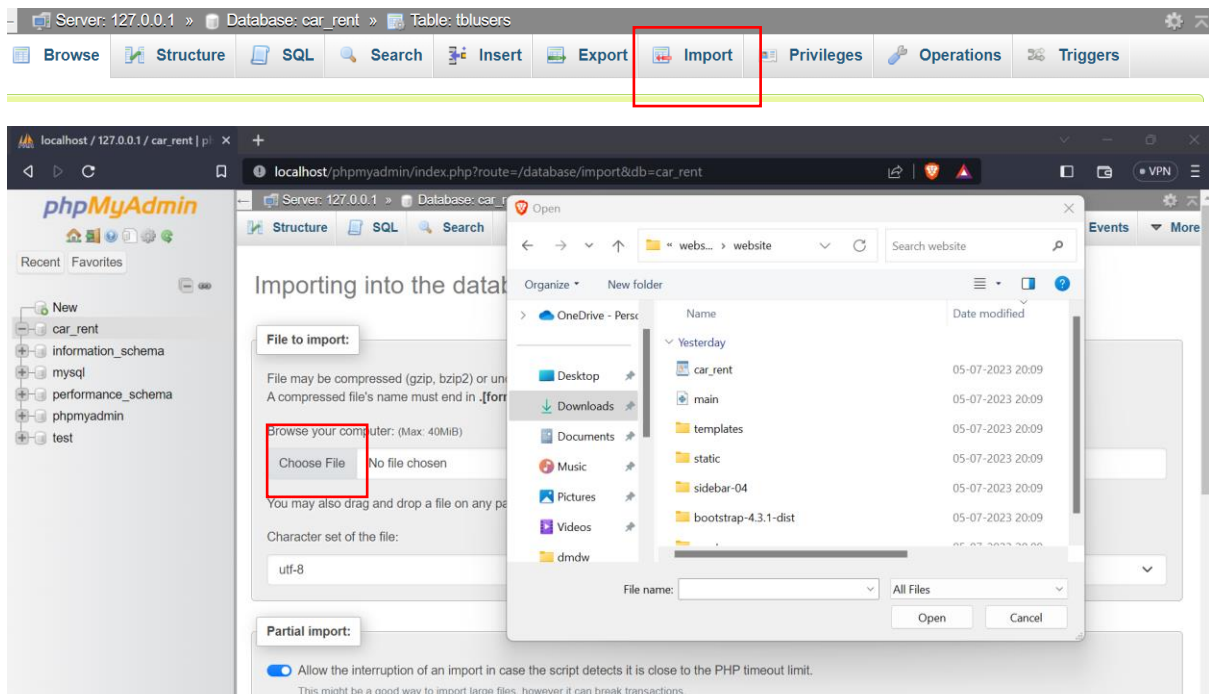 Server: 127.0.0.1 » Database: car_rent » Table: tblusers
Browse Structure SQL Search Insert Export Import Privileges Operations Triggers
localhost / 127.0.0.1 / car_rent | ph
localhost/phpmyadmin/index.php?route=/database/import&db=car_rent
VPN
phpMyAdmin
Recent Favorites
New
car_rent
information_schema
mysql
performance_schema
phpmyadmin
test
Server: 127.0.0.1 » Database: car_r
Structure SQL Search
Events More
Importing into the datab
File to import:
File may be compressed (gzip, bzip2) or unc
A compressed file's name must end in .[forn
Browse your computer: (Max: 40MiB)
Choose File No file chosen
You may also drag and drop a file on any pa
Character set of the file:
utf-8
Partial import:
Allow the interruption of an import in case the script detects it is close to the PHP timeout limit.
This might be a good way to import large files, however it can break transactions.
Open
« webs... › website
Search website
Organize New folder
OneDrive - Perso
Desktop
Downloads
Documents
Music
Pictures
Videos
dmdw
Name Date modified
Yesterday
car_rent 05-07-2023 20:09
main 05-07-2023 20:09
templates 05-07-2023 20:09
static 05-07-2023 20:09
sidebar-04 05-07-2023 20:09
bootstrap-4.3.1-dist 05-07-2023 20:09
File name:
All Files
Open Cancel